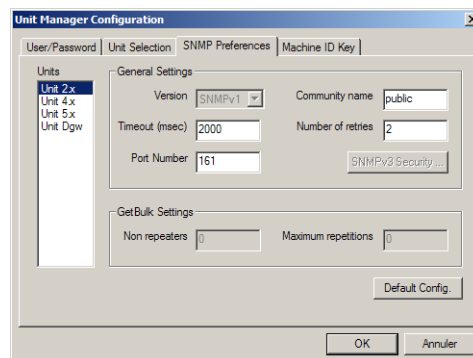 Unit Manager Configuration
User/Password Unit Selection SNMP Preferences Machine ID Key
Units
Unit 2.x
Unit 4.x
Unit 5.x
Unit Dgw
General Settings
Version SNMPv1 Community name public
Timeout (msec) 2000 Number of retries 2
Port Number 161 SNMPv3 Security ...
GetBulk Settings
Non repeaters 0 Maximum repetitions 0
Default Config.
OK Annuler